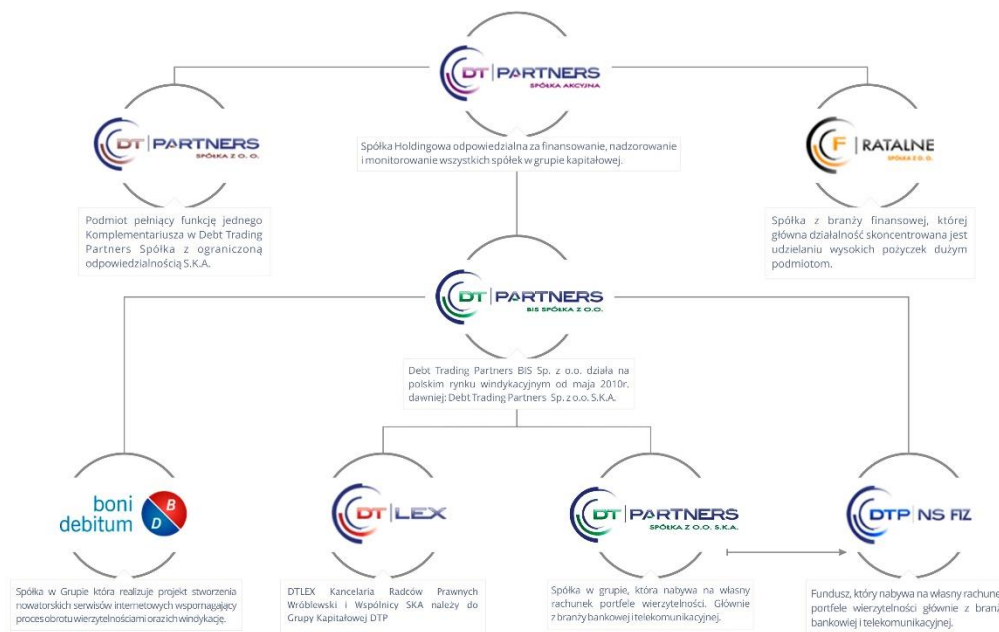 DT PARTNERS
SPÓŁKA AKCYJNA
DT PARTNERS
SPÓŁKA Z O. O.
F RATALNE
SPÓŁKA Z O. O.
Spółka Holdingowa odpowiedzialna za finansowanie, nadzorowanie
i monitorowanie wszystkich spółek w grupie kapitałowej.
Podmiot pełniący funkcję jednego
Komplementariusza w Debt Trading
Partners Spółka z ograniczoną
odpowiedzialnością S.K.A.
Spółka z branży finansowej, której
główna działalność skoncentrowana jest
udzielaniu wysokich pożyczek dużym
podmiotom.
DT PARTNERS
BIS SPÓŁKA Z O.O.
Debt Trading Partners BIS Sp. z o.o. działa na
polskim rynku windykacyjnym od maja 2010r.
dawniej: Debt Trading Partners Sp. z o.o. S.K.A.
boni
debitum
B
D
DT LEX
DT PARTNERS
SPÓŁKA Z O.O. S.K.A.
DTP NS FIZ
Spółka w Grupie która realizuje projekt stworzenia
nowatorskich serwisów internetowych wspomagający
proces obrotu wierzytelnościami oraz ich windykację.
DTLEX Kancelaria Radców Prawnych
Wróblewski i Wspólnicy SKA należy do
Grupy Kapitałowej DTP
Spółka w grupie, która nabywa na własny
rachunek portfele wierzytelności. Głównie
z branży bankowej i telekomunikacyjnej.
Fundusz, który nabywa na własny rachune
portfele wierzytelności głównie z branż
bankowej i telekomunikacyjnej.